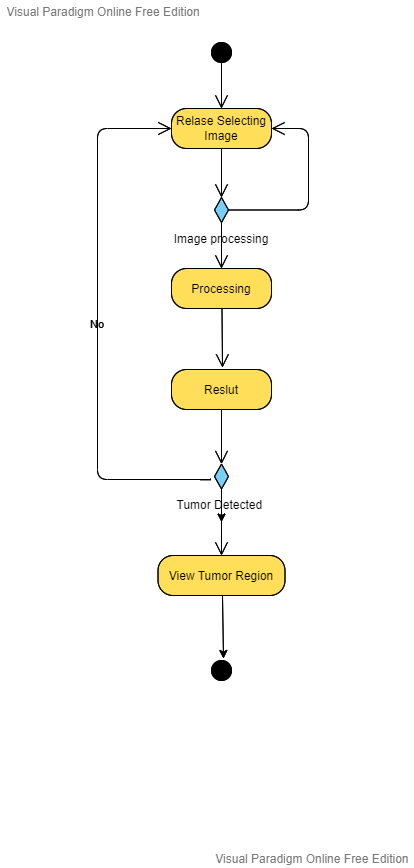 Visual Paradigm Online Free Edition
Relase Selecting
Image
Image processing
Processing
No
Reslut
Tumor Detected
View Tumor Region
Visual Paradigm Online Free Edition